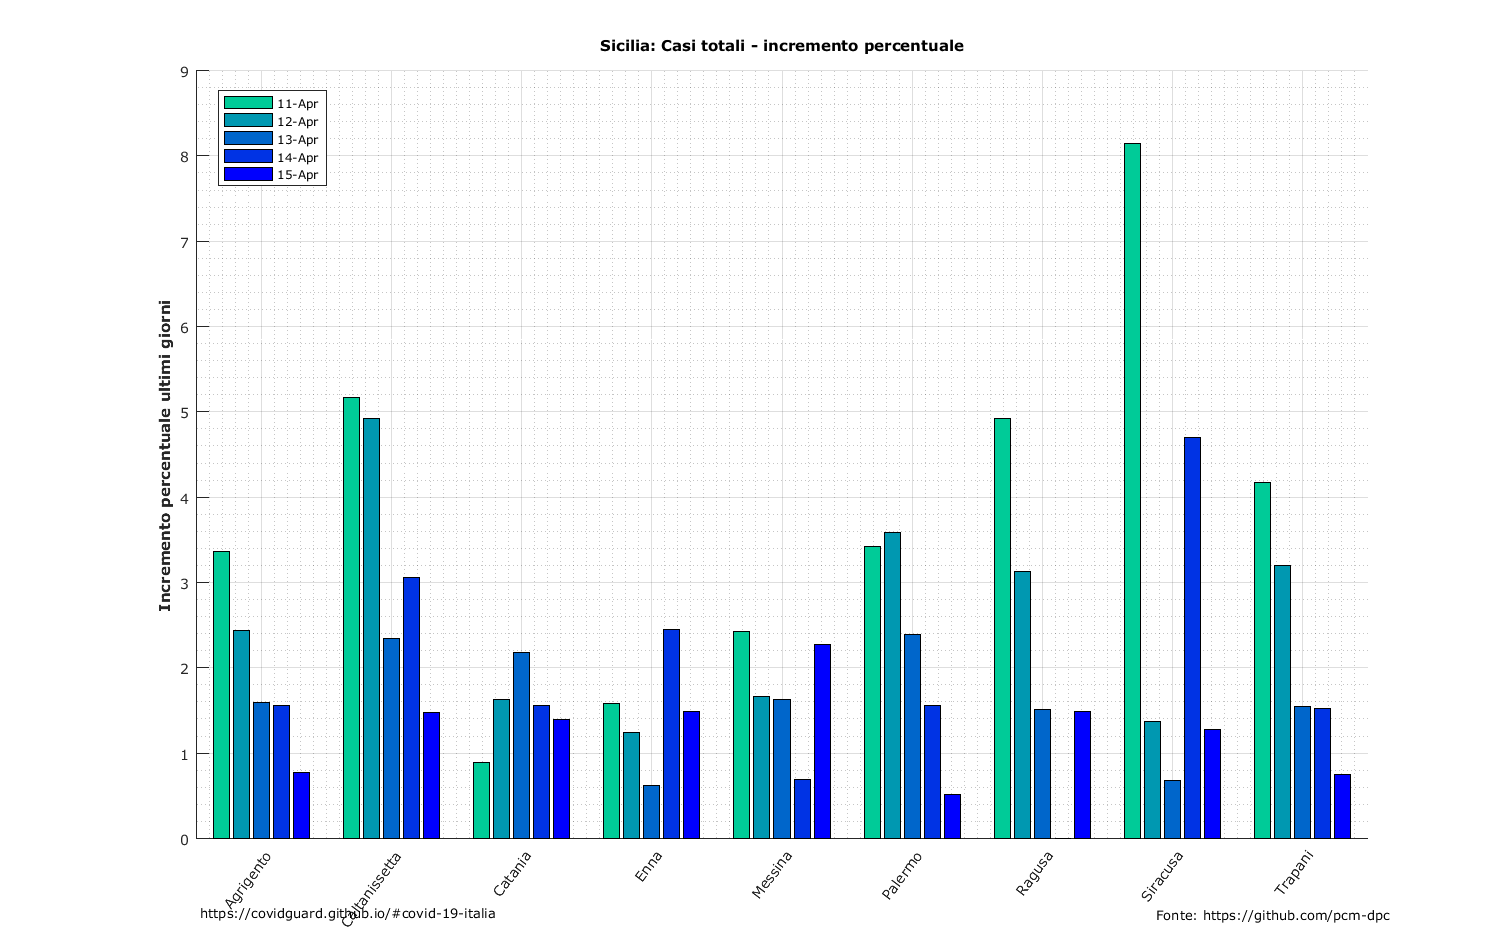 Sicilia: Casi totali - incremento percentuale
9
8
7
6
5
4
3
2
1
0
11-Apr
12-Apr
13-Apr
14-Apr
15-Apr
Incremento percentuale ultimi giorni
Agrigento
Caltanissetta
Catania
Enna
Messina
Palermo
Ragusa
Siracusa
Trapani
https://covidguard.github.io/#covid-19-italia
Fonte: https://github.com/pcm-dpc